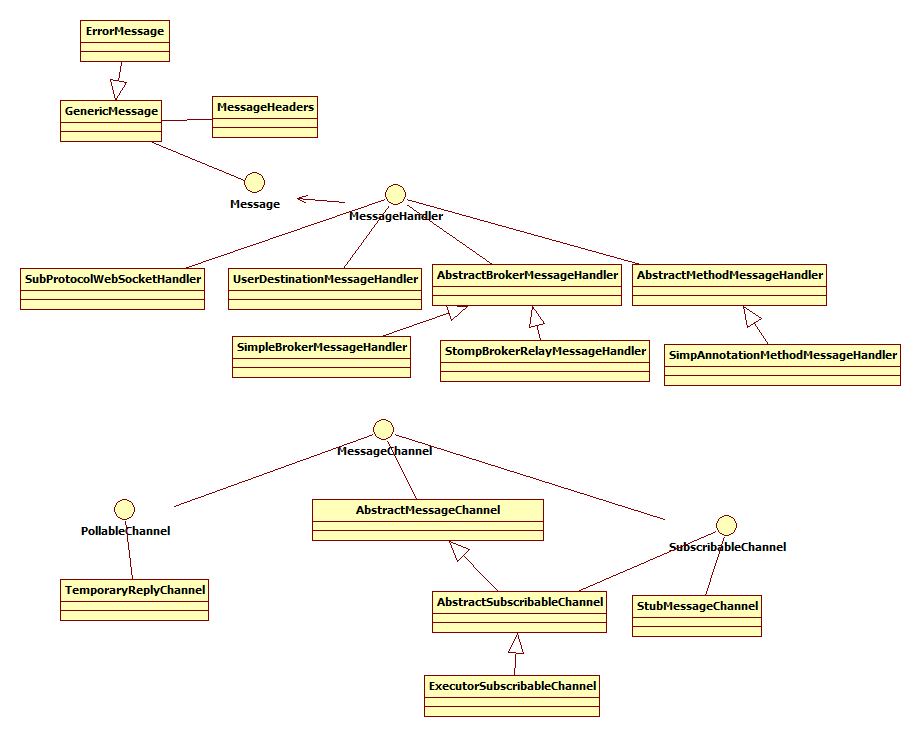 ErrorMessage
GenericMessage
MessageHeaders
Message
MessageHandler
SubProtocolWebSocketHandler
UserDestinationMessageHandler
AbstractBrokerMessageHandler
AbstractMethodMessageHandler
SimpleBrokerMessageHandler
StompBrokerRelayMessageHandler
SimpAnnotationMethodMessageHandler
MessageChannel
PollableChannel
AbstractMessageChannel
SubscribableChannel
TemporaryReplyChannel
AbstractSubscribableChannel
StubMessageChannel
ExecutorSubscribableChannel